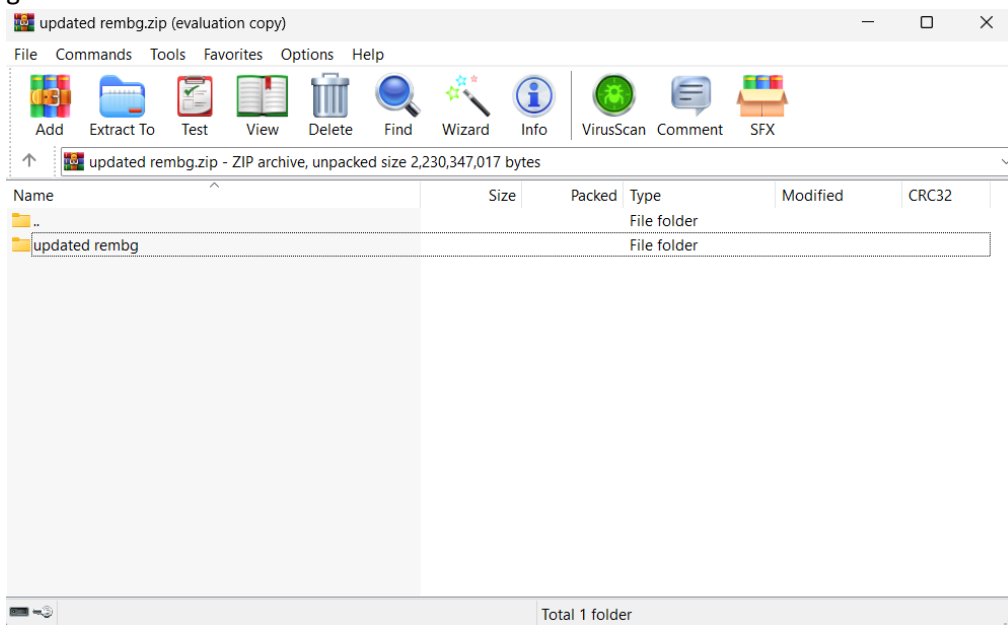 updated rembg.zip (evaluation copy)
File Commands Tools Favorites Options Help
Add Extract To Test View Delete Find Wizard Info VirusScan Comment SFX
updated rembg.zip - ZIP archive, unpacked size 2,230,347,017 bytes
Name Size Packed Type Modified CRC32
.. File folder
updated rembg File folder
Total 1 folder